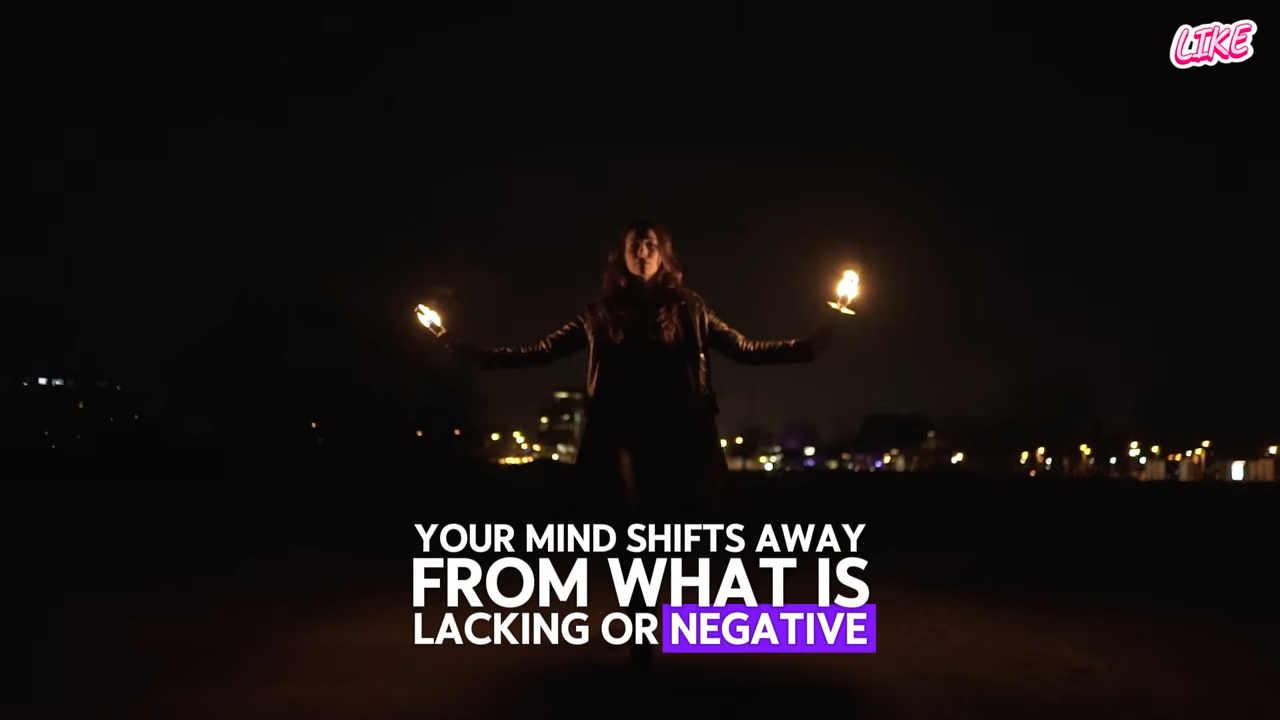 LIKE
YOUR MIND SHIFTS AWAY
FROM WHAT IS
LACKING OR NEGATIVE